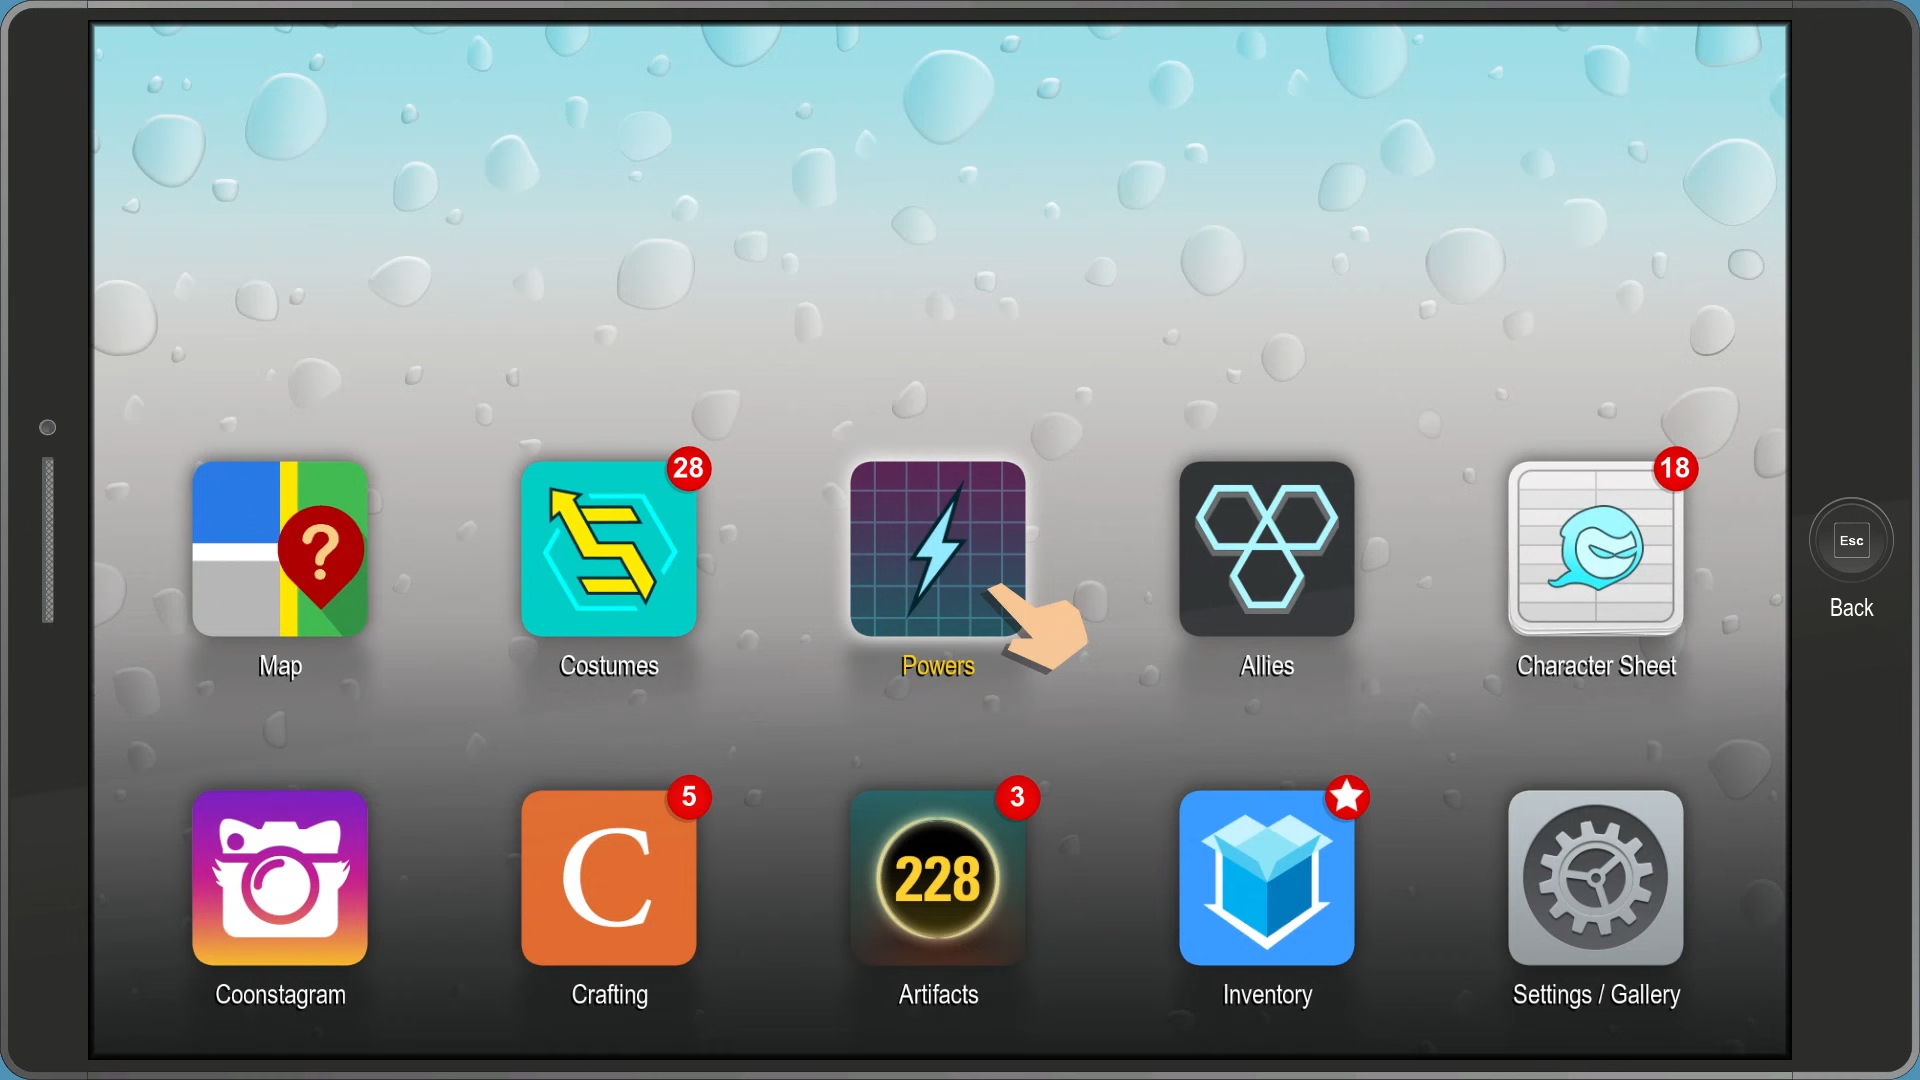 28
18
?
Esc
Back
Map
Costumes
Powers
Allies
Character Sheet
5
3
C
228
Coonstagram
Crafting
Artifacts
Inventory
Settings / Gallery